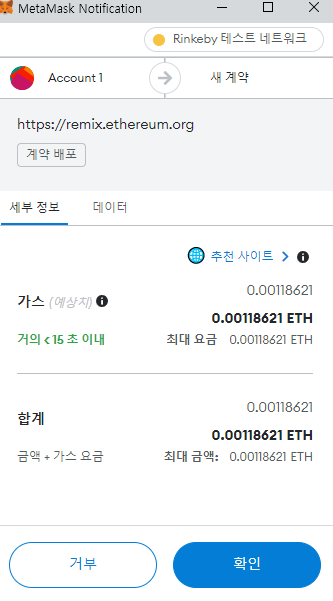 MetaMask Notification
Rinkeby 테스트 네트워크
Account 1
새 계약
https://remix.ethereum.org
계약 배포
세부 정보 데이터
추천 사이트
가스 (예상치) 0.00118621
0.00118621 ETH
거의 < 15 초 이내 최대 요금 0.00118621 ETH
합계 0.00118621
0.00118621 ETH
금액 + 가스 요금 최대 금액: 0.00118621 ETH
거부 확인